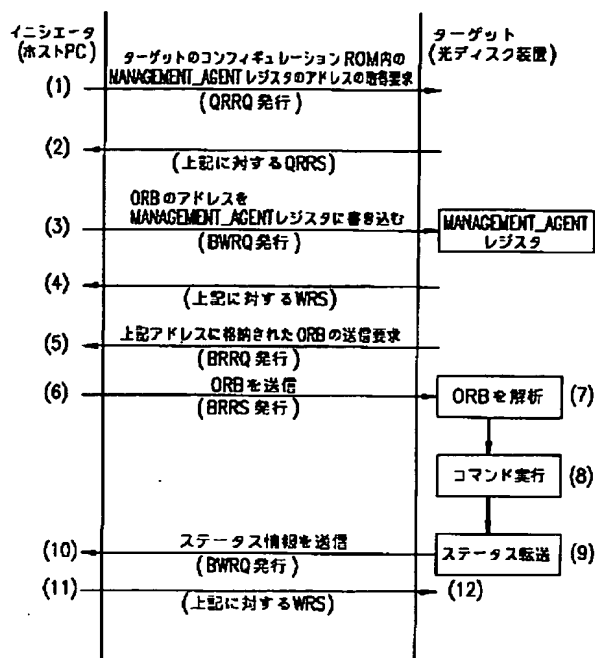 イニシエータ
(ホストPC)
ターゲット
(光ディスク装置)
ターゲットのコンフィギュレーションROM内の
MANAGEMENT_AGENTレジスタのアドレスの取得要求
(1)
(QRRQ発行)
(2)
(上記に対するQRRS)
ORBのアドレスを
MANAGEMENT_AGENTレジスタに書き込む
(3)
(BWRQ発行)
MANAGEMENT_AGENT
レジスタ
(4)
(上記に対するWRS)
上記アドレスに格納されたORBの送信要求
(5)
(BRRQ発行)
(6)
ORBを送信
(BRRS発行)
ORBを解析
(7)
コマンド実行
(8)
ステータス情報を送信
(10)
(BWRQ発行)
ステータス転送
(9)
(11)
(上記に対するWRS)
(12)